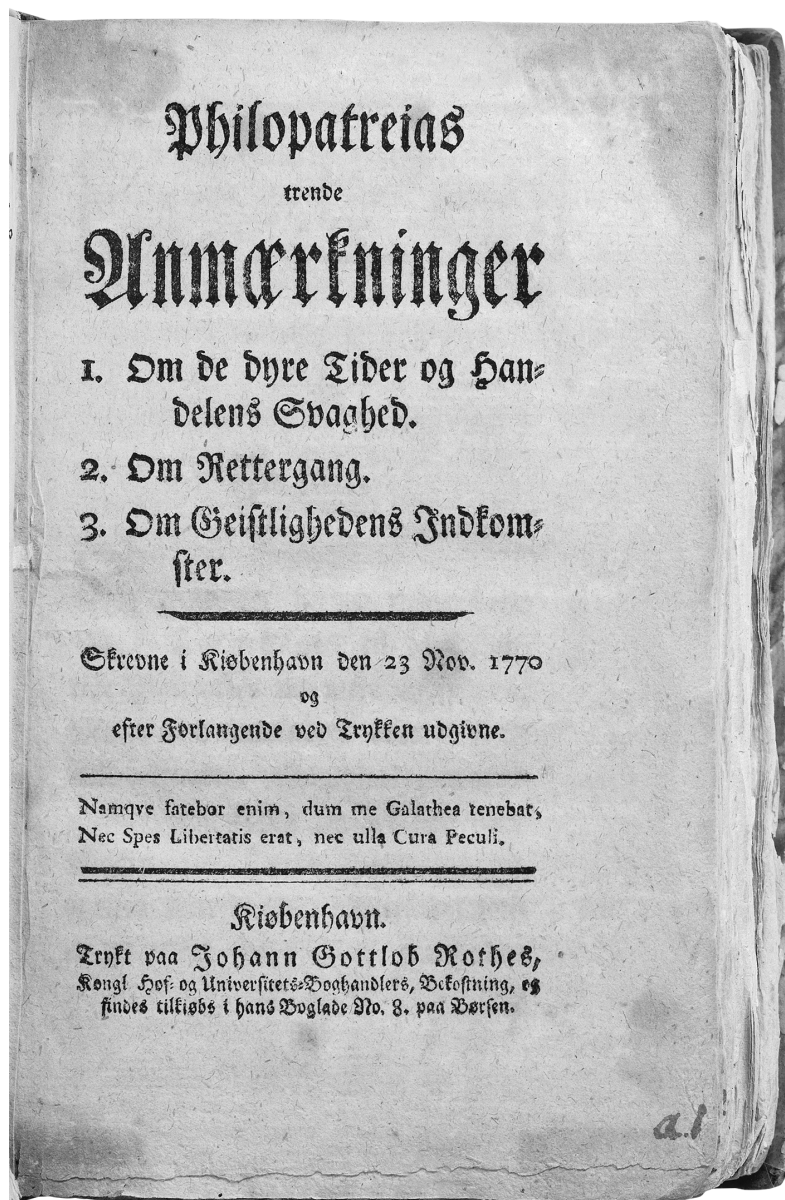 Philopatreias
trende
Anmærkninger
1. Om de dyre Tider og Han-
delens Svaghed.
2. Om Rettergang.
3. Om Geistlighedens Indkom-
ster.
Skrevne i Kiøbenhavn den 23 Nov. 1770
og
efter Forlangende ved Trykken udgivne.
Namqve fatebor enim, dum me Galathea tenebat,
Nec Spes Libertatis erat, nec ulla Cura Peculi.
Kiøbenhavn.
Trykt paa Johann Gottlob Rothes,
Kongl Hof- og Universitets-Boghandlers, Bekostning, og
findes tilkiøbs i hans Boglade No. 8. paa Børsen.
a.1